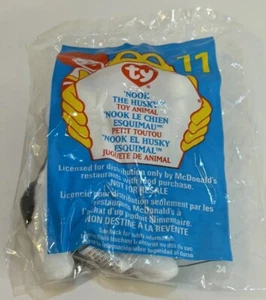 ty
11
"NOOK"
THE HUSKY
TOY ANIMAL
"NOOK LE CHIEN
ESQUIMAU"
PETIT TOUTOU
"NOOK EL HUSKY
ESQUIMAL"
JUGUETE DE ANIMAL
Licensed for distribution only by McDonald's
restaurants with food purchase.
NOT FOR RESALE
Licencié pour distribution seulement par les
restaurants McDonald's à
l'achat d'un produit alimentaire.
NON DESTINÉ À LA REVENTE